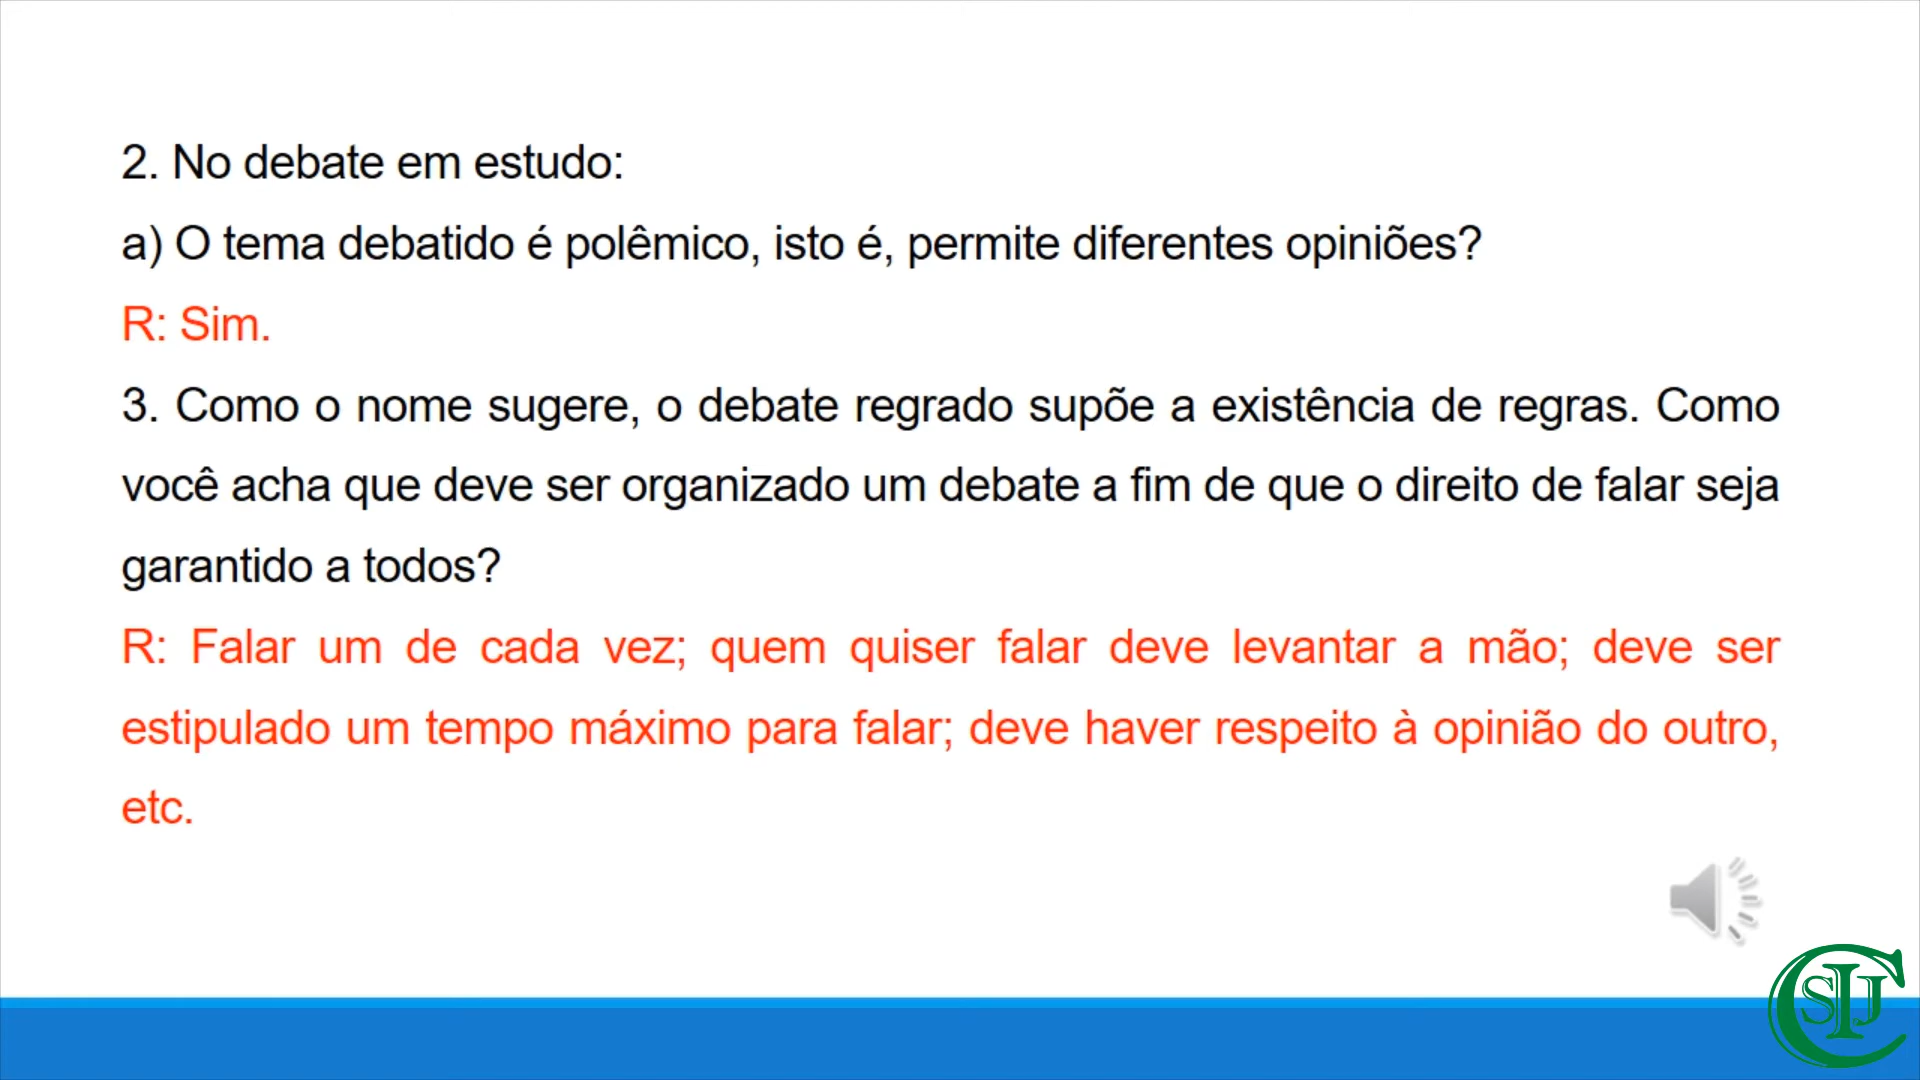 2. No debate em estudo:
a) O tema debatido é polêmico, isto é, permite diferentes opiniões?
R: Sim.
3. Como o nome sugere, o debate regrado supõe a existência de regras. Como
você acha que deve ser organizado um debate a fim de que o direito de falar seja
garantido a todos?
R: Falar um de cada vez; quem quiser falar deve levantar a mão; deve ser
estipulado um tempo máximo para falar; deve haver respeito à opinião do outro,
etc.
CSIJ